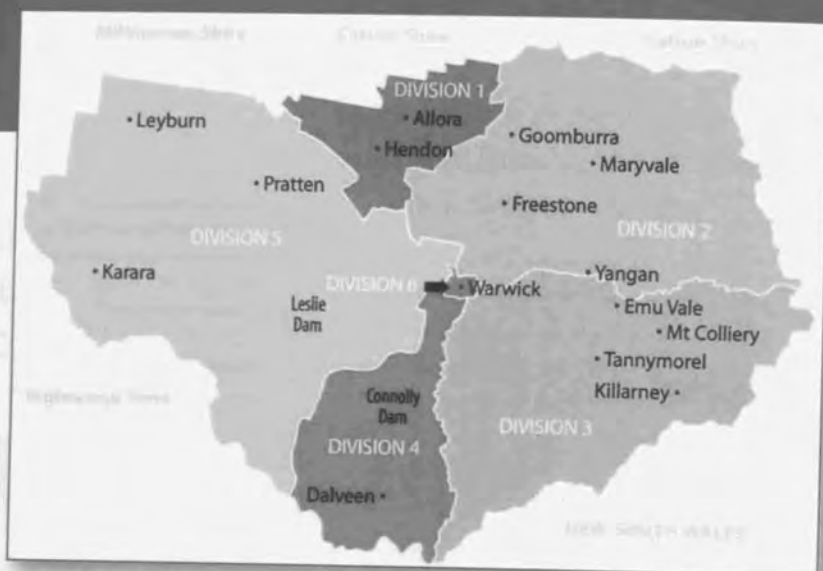 DIVISION 1
Leyburn
Allora
Goomburra
Hendon
Maryvale
Pratten
Freestone
DIVISION 5
DIVISION 2
Karara
Yangan
DIVISION 6
Warwick
Leslie
Dam
Emu Vale
Mt Colliery
Tannymorel
Killarney
Connolly
Dam
DIVISION 3
DIVISION 4
Dalveen
NEW SOUTH WALES